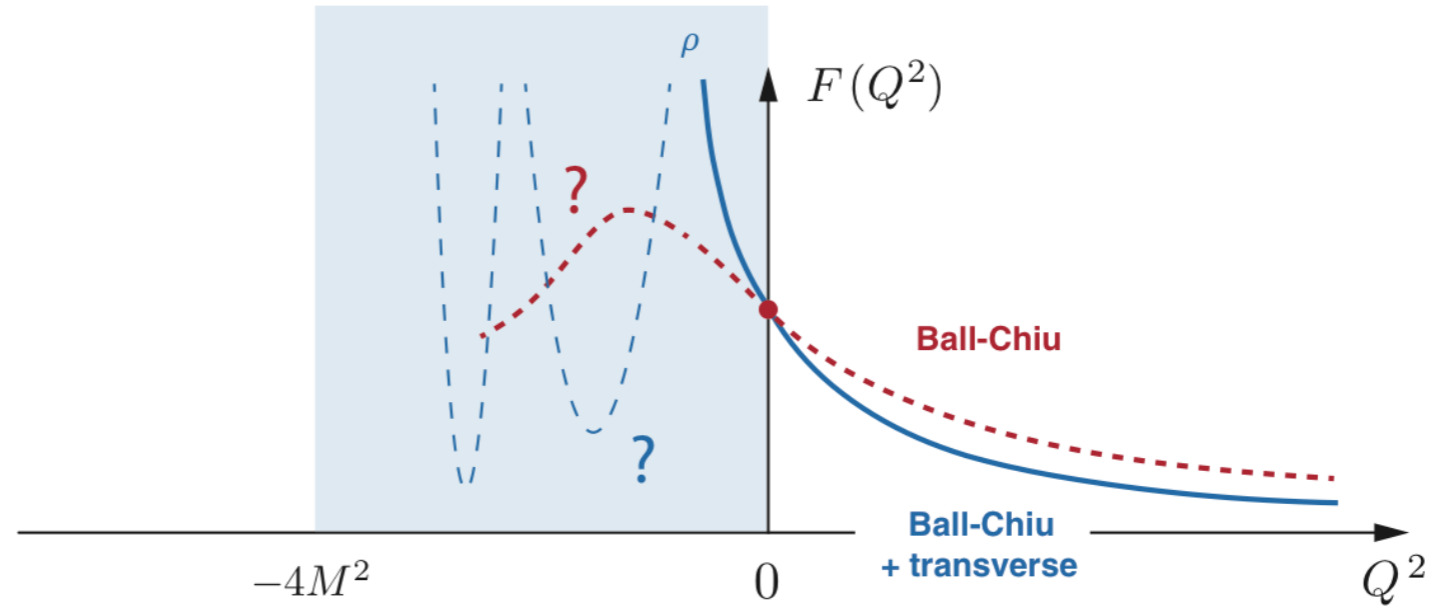 ρ
F(Q²)
?
Ball-Chiu
?
Ball-Chiu
+ transverse
−4M²
0
Q²